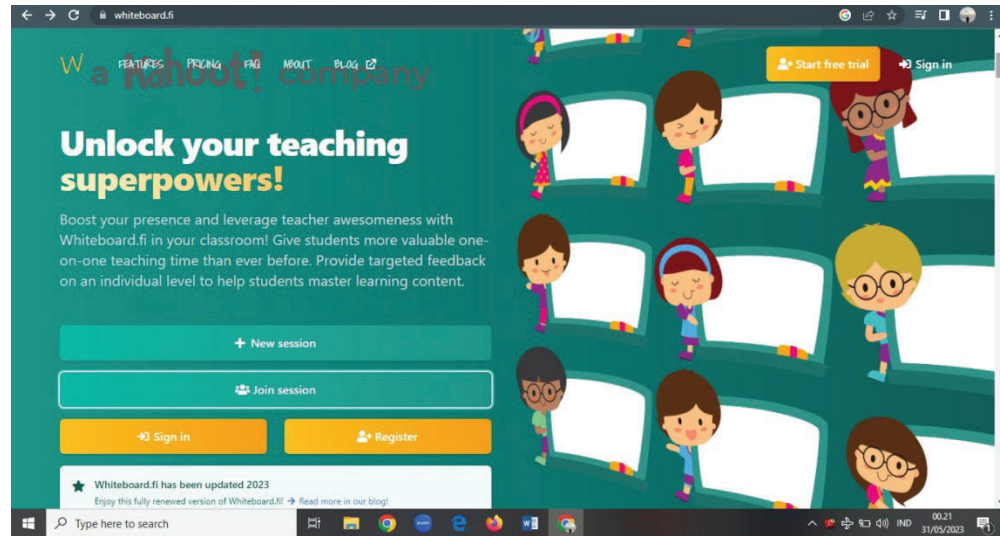 whiteboard.fi
W FEATURES PRICING FAQ ABOUT BLOG Start free trial Sign in
a Kahoot! company
Unlock your teaching
superpowers!
Boost your presence and leverage teacher awesomeness with
Whiteboard.fi in your classroom! Give students more valuable one-
on-one teaching time than ever before. Provide targeted feedback
on an individual level to help students master learning content.
+ New session
Join session
Sign in Register
Whiteboard.fi has been updated 2023
Enjoy this fully renewed version of Whiteboard.fi! → Read more in our blog!
Type here to search IND 00.21
31/05/2023 1